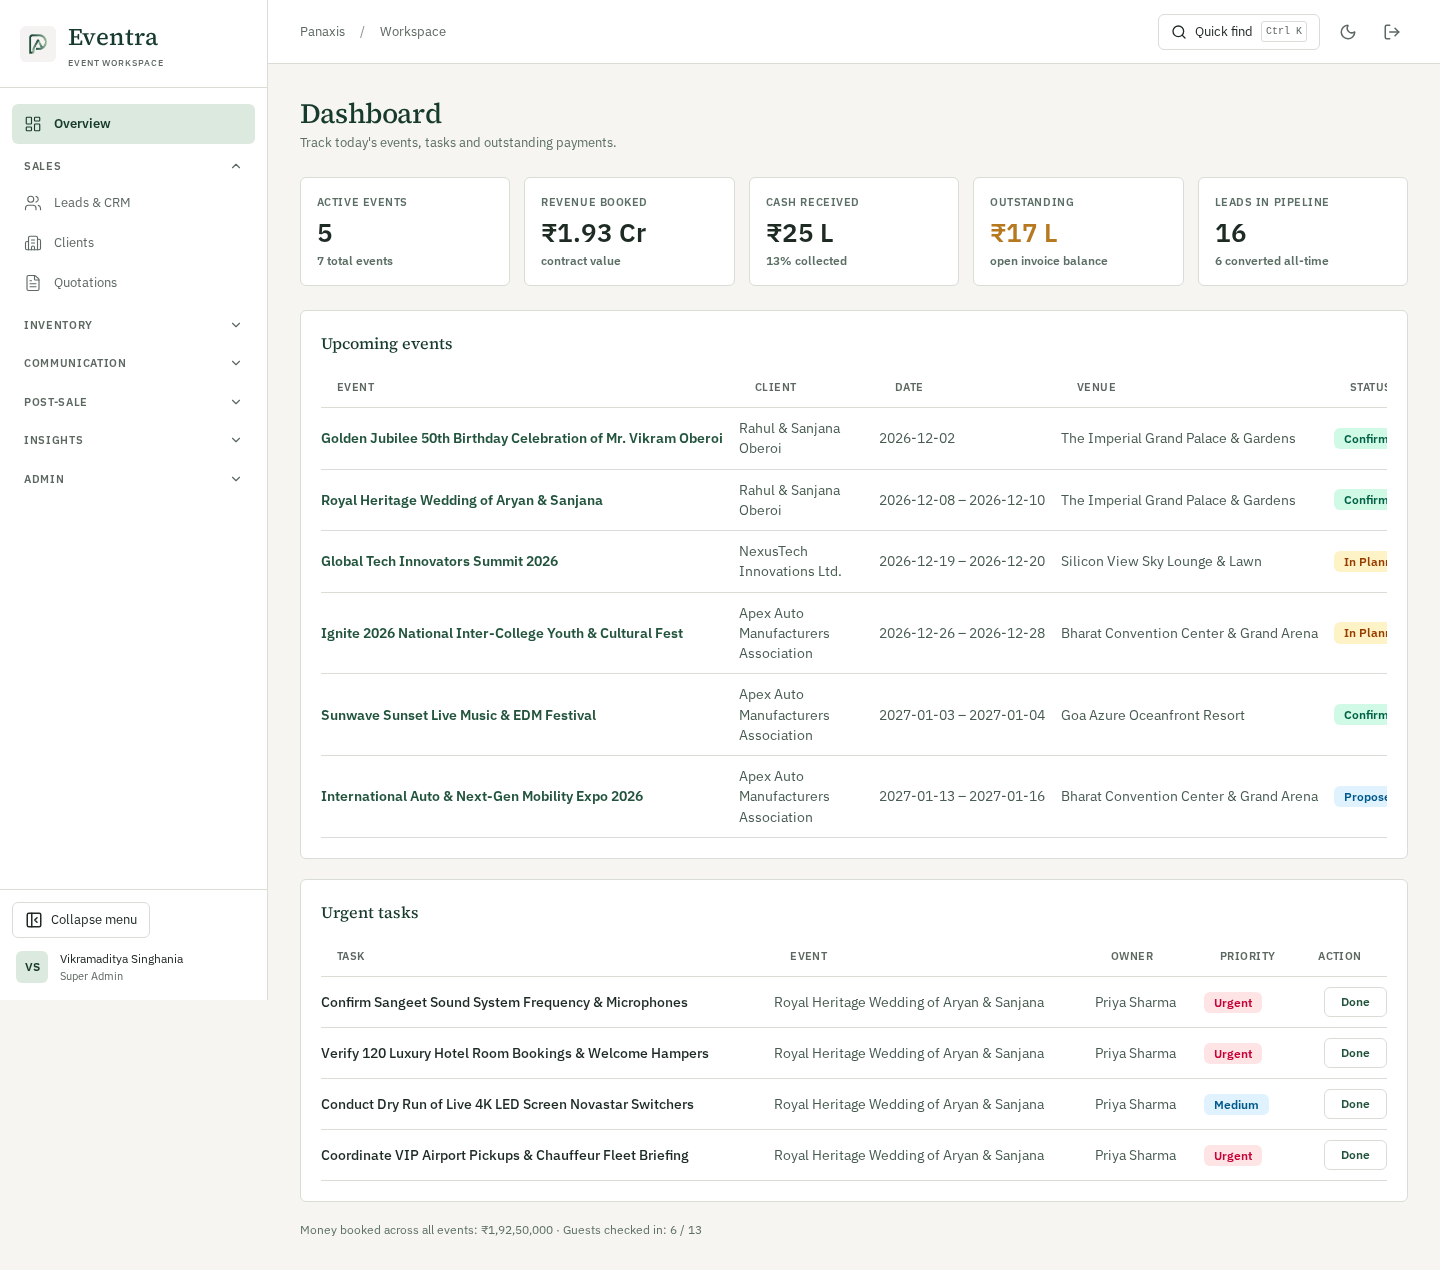 Eventra
EVENT WORKSPACE
Overview
SALES
Leads & CRM
Clients
Quotations
INVENTORY
COMMUNICATION
POST-SALE
INSIGHTS
ADMIN
Collapse menu
VS
Vikramaditya Singhania
Super Admin
Panaxis / Workspace
Quick find Ctrl K
Dashboard
Track today's events, tasks and outstanding payments.
ACTIVE EVENTS
5
7 total events
REVENUE BOOKED
₹1.93 Cr
contract value
CASH RECEIVED
₹25 L
13% collected
OUTSTANDING
₹17 L
open invoice balance
LEADS IN PIPELINE
16
6 converted all-time
Upcoming events
EVENT CLIENT DATE VENUE STATUS
Golden Jubilee 50th Birthday Celebration of Mr. Vikram Oberoi Rahul & Sanjana Oberoi 2026-12-02 The Imperial Grand Palace & Gardens Confirm
Royal Heritage Wedding of Aryan & Sanjana Rahul & Sanjana Oberoi 2026-12-08 – 2026-12-10 The Imperial Grand Palace & Gardens Confirm
Global Tech Innovators Summit 2026 NexusTech Innovations Ltd. 2026-12-19 – 2026-12-20 Silicon View Sky Lounge & Lawn In Plann
Ignite 2026 National Inter-College Youth & Cultural Fest Apex Auto Manufacturers Association 2026-12-26 – 2026-12-28 Bharat Convention Center & Grand Arena In Plann
Sunwave Sunset Live Music & EDM Festival Apex Auto Manufacturers Association 2027-01-03 – 2027-01-04 Goa Azure Oceanfront Resort Confirm
International Auto & Next-Gen Mobility Expo 2026 Apex Auto Manufacturers Association 2027-01-13 – 2027-01-16 Bharat Convention Center & Grand Arena Propose
Urgent tasks
TASK EVENT OWNER PRIORITY ACTION
Confirm Sangeet Sound System Frequency & Microphones Royal Heritage Wedding of Aryan & Sanjana Priya Sharma Urgent Done
Verify 120 Luxury Hotel Room Bookings & Welcome Hampers Royal Heritage Wedding of Aryan & Sanjana Priya Sharma Urgent Done
Conduct Dry Run of Live 4K LED Screen Novastar Switchers Royal Heritage Wedding of Aryan & Sanjana Priya Sharma Medium Done
Coordinate VIP Airport Pickups & Chauffeur Fleet Briefing Royal Heritage Wedding of Aryan & Sanjana Priya Sharma Urgent Done
Money booked across all events: ₹1,92,50,000 · Guests checked in: 6 / 13